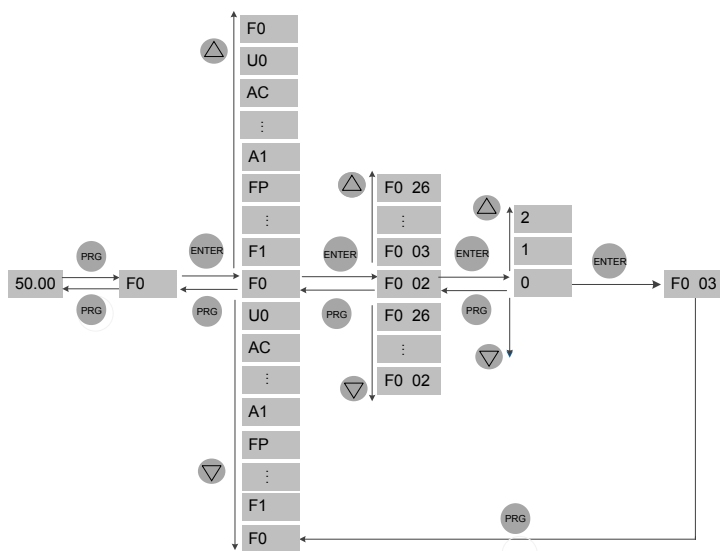 F0
U0
AC
⋮
A1
FP
⋮
F1
50.00
PRG
PRG
F0
ENTER
PRG
F0
U0
AC
⋮
A1
FP
⋮
F1
F0
ENTER
PRG
F0 26
⋮
F0 03
F0 02
F0 26
⋮
F0 02
ENTER
PRG
2
1
0
ENTER
F0 03
PRG